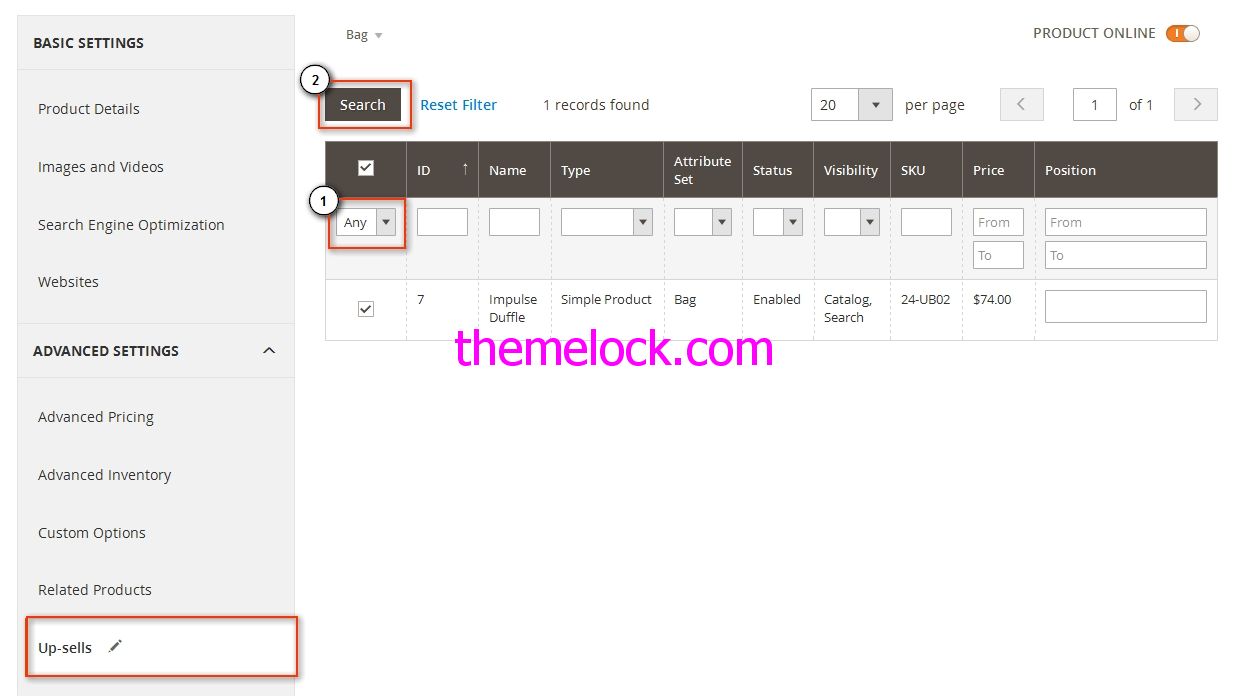 BASIC SETTINGS
Product Details
Images and Videos
Search Engine Optimization
Websites
ADVANCED SETTINGS
Advanced Pricing
Advanced Inventory
Custom Options
Related Products
Up-sells
Bag
PRODUCT ONLINE
2
Search Reset Filter 1 records found 20 per page 1 of 1
ID ↑ Name Type Attribute Set Status Visibility SKU Price Position
1
Any From From
To To
7 Impulse Simple Product Bag Enabled Catalog, 24-UB02 $74.00
Duffle Search
themelock.com